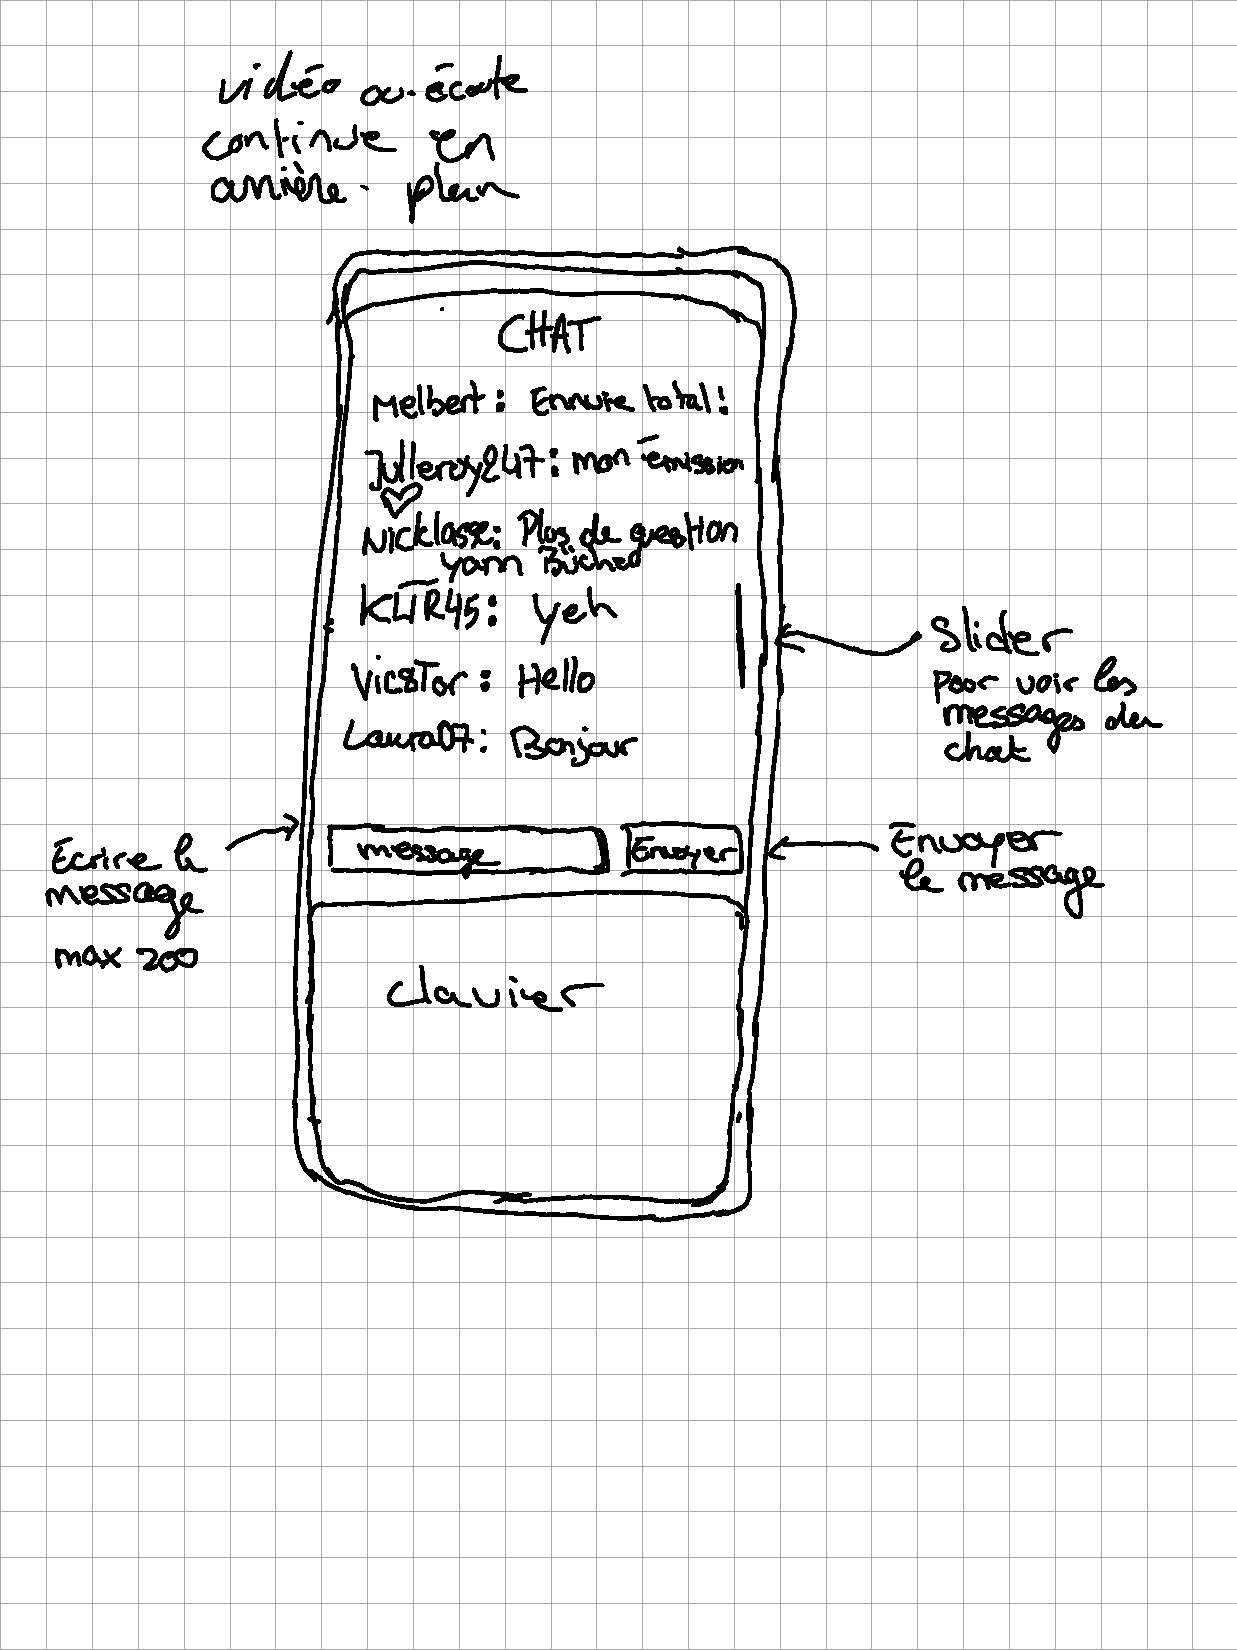 vidéo ou écoute
continue en
arrière-plan
CHAT
Melbert : Ennuie total !
Julleroy247 : mon émission
♡
Nicklasse : Plus de question
yann
KLTR45 : yeh
Vic8Tor : Hello
Laura07 : Bonjour
Slider
pour voir les
messages du
chat
Ecrire le
message
max 200
message
Envoyer
Envoyer
le message
clavier